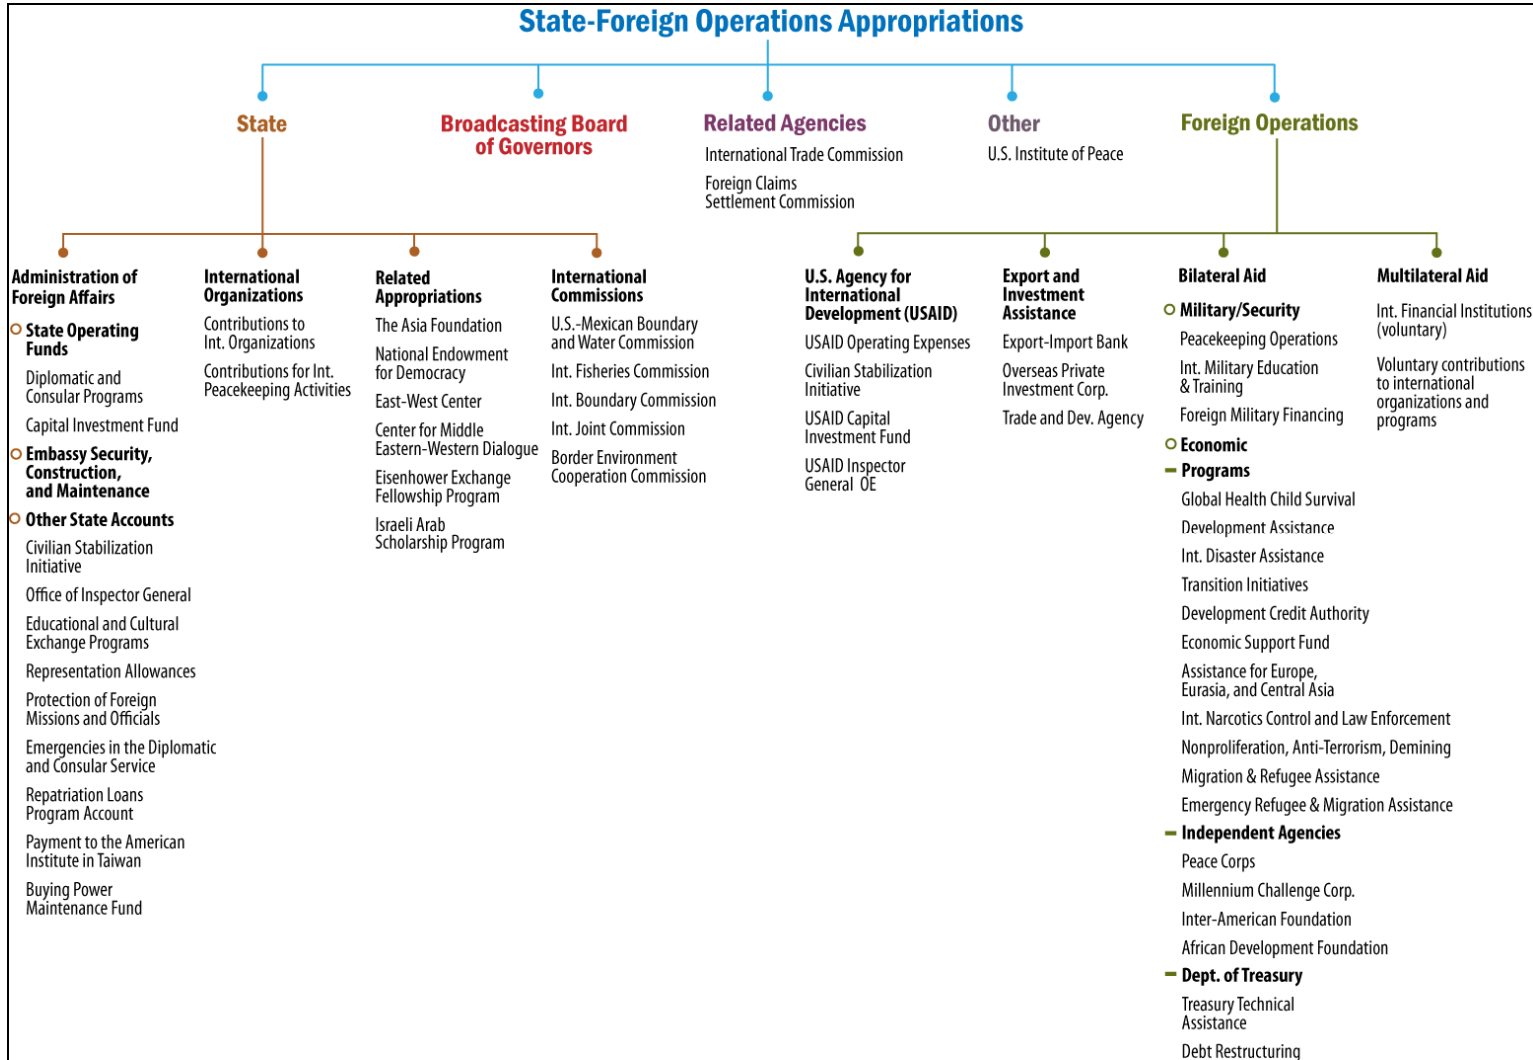 State-Foreign Operations Appropriations
State
Broadcasting Board
of Governors
Related Agencies
International Trade Commission
Foreign Claims
Settlement Commission
Other
U.S. Institute of Peace
Foreign Operations
Administration of
Foreign Affairs
State Operating
Funds
Diplomatic and
Consular Programs
Capital Investment Fund
Embassy Security,
Construction,
and Maintenance
Other State Accounts
Civilian Stabilization
Initiative
Office of Inspector General
Educational and Cultural
Exchange Programs
Representation Allowances
Protection of Foreign
Missions and Officials
Emergencies in the Diplomatic
and Consular Service
Repatriation Loans
Program Account
Payment to the American
Institute in Taiwan
Buying Power
Maintenance Fund
International
Organizations
Contributions to
Int. Organizations
Contributions for Int.
Peacekeeping Activities
Related
Appropriations
The Asia Foundation
National Endowment
for Democracy
East-West Center
Center for Middle
Eastern-Western Dialogue
Eisenhower Exchange
Fellowship Program
Israeli Arab
Scholarship Program
International
Commissions
U.S.-Mexican Boundary
and Water Commission
Int. Fisheries Commission
Int. Boundary Commission
Int. Joint Commission
Border Environment
Cooperation Commission
U.S. Agency for
International
Development (USAID)
USAID Operating Expenses
Civilian Stabilization
Initiative
USAID Capital
Investment Fund
USAID Inspector
General OE
Export and
Investment
Assistance
Export-Import Bank
Overseas Private
Investment Corp.
Trade and Dev. Agency
Bilateral Aid
Military/Security
Peacekeeping Operations
Int. Military Education
& Training
Foreign Military Financing
Economic
Programs
Global Health Child Survival
Development Assistance
Int. Disaster Assistance
Transition Initiatives
Development Credit Authority
Economic Support Fund
Assistance for Europe,
Eurasia, and Central Asia
Int. Narcotics Control and Law Enforcement
Nonproliferation, Anti-Terrorism, Demining
Migration & Refugee Assistance
Emergency Refugee & Migration Assistance
Independent Agencies
Peace Corps
Millennium Challenge Corp.
Inter-American Foundation
African Development Foundation
Dept. of Treasury
Treasury Technical
Assistance
Debt Restructuring
Multilateral Aid
Int. Financial Institutions
(voluntary)
Voluntary contributions
to international
organizations and
programs